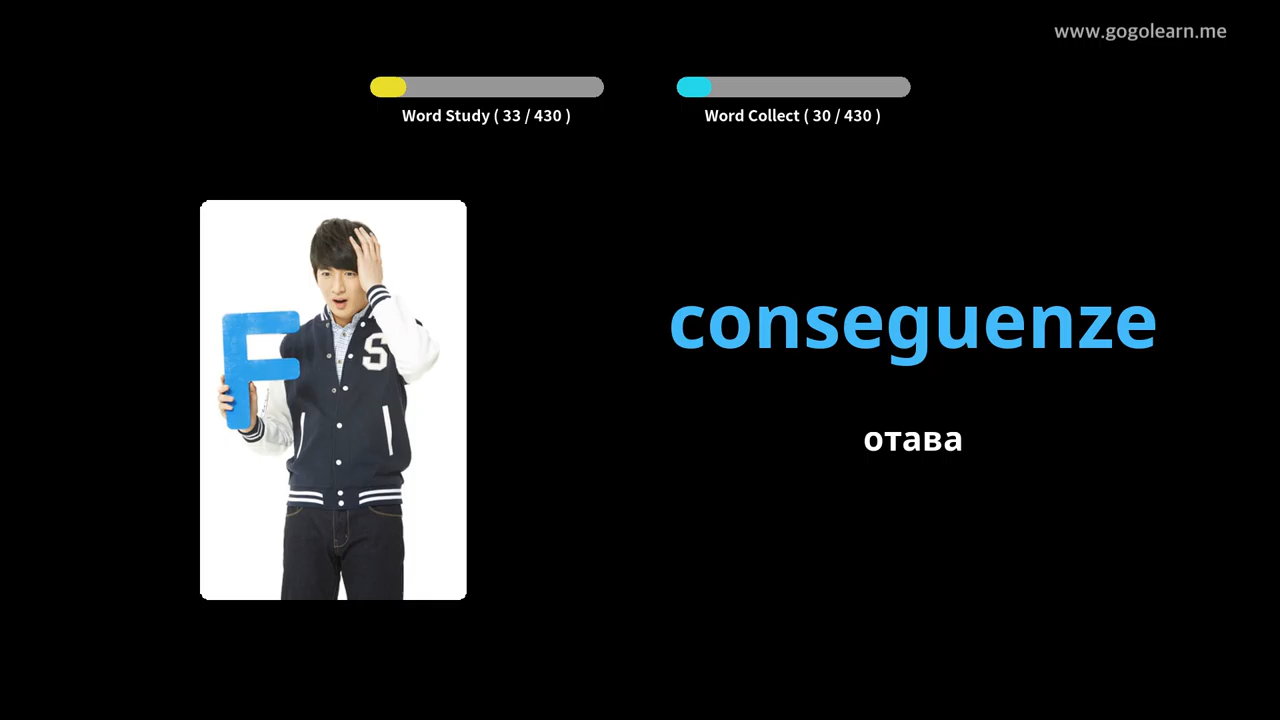 www.gogolearn.me
Word Study ( 33 / 430 )
Word Collect ( 30 / 430 )
F
S
conseguenze
отава